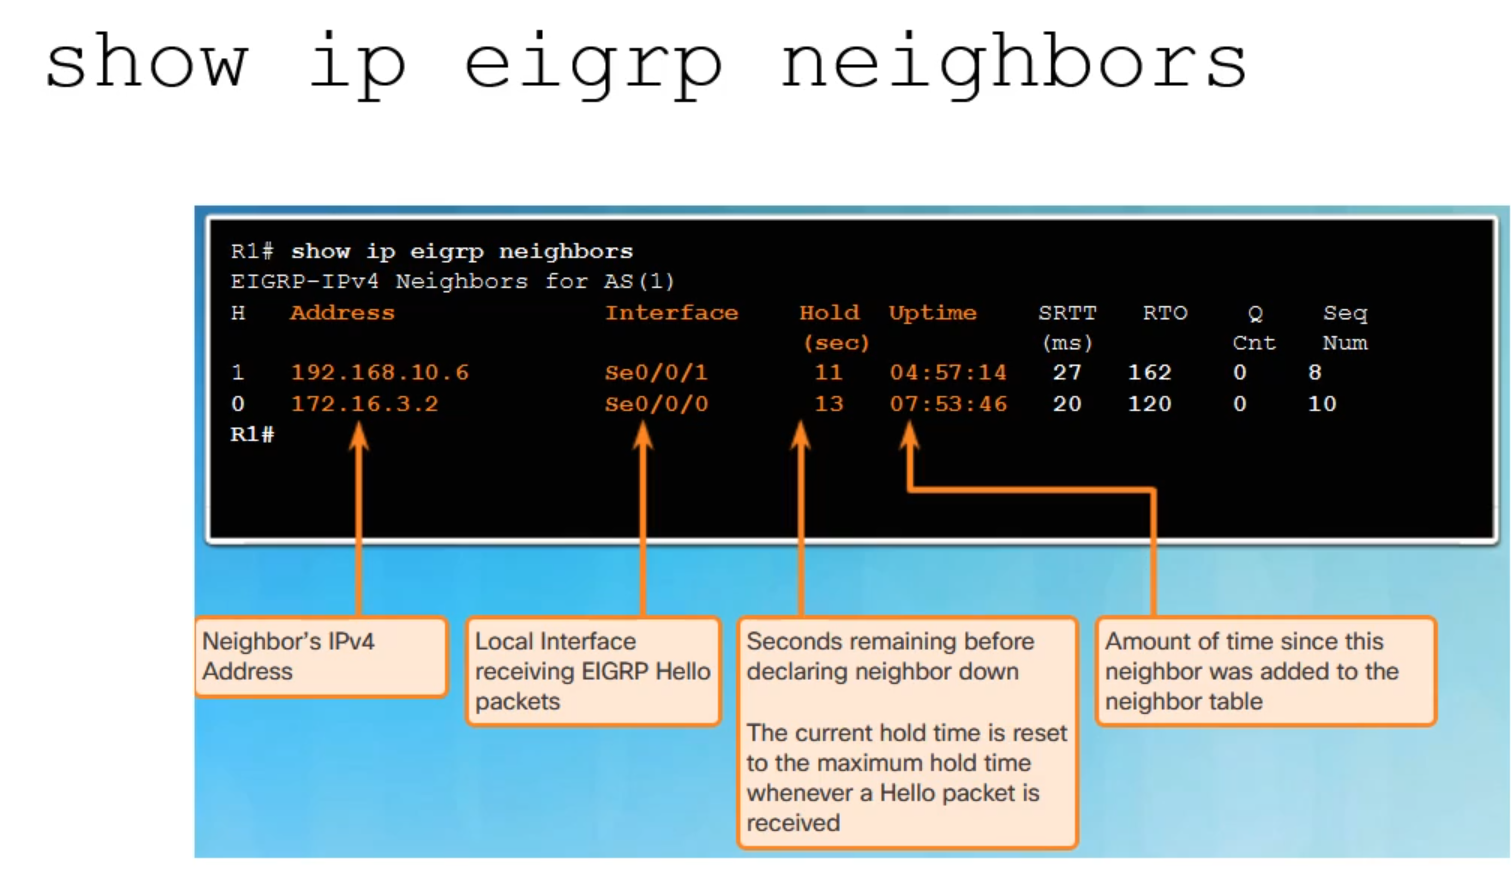 show ip eigrp neighbors
R1# show ip eigrp neighbors
EIGRP-IPv4 Neighbors for AS(1)
H Address Interface Hold Uptime SRTT RTO Q Seq
(sec) (ms) Cnt Num
1 192.168.10.6 Se0/0/1 11 04:57:14 27 162 0 8
0 172.16.3.2 Se0/0/0 13 07:53:46 20 120 0 10
R1#
Neighbor's IPv4
Address
Local Interface
receiving EIGRP Hello
packets
Seconds remaining before
declaring neighbor down
The current hold time is reset
to the maximum hold time
whenever a Hello packet is
received
Amount of time since this
neighbor was added to the
neighbor table